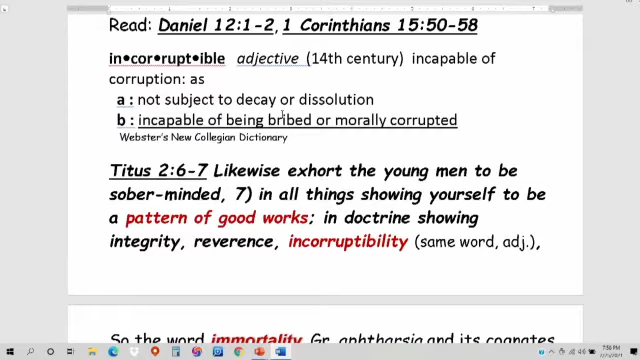 Read: Daniel 12:1-2, 1 Corinthians 15:50-58
in•cor•rupt•ible adjective (14th century) incapable of
corruption: as
a : not subject to decay or dissolution
b : incapable of being bribed or morally corrupted
Webster's New Collegian Dictionary
Titus 2:6-7 Likewise exhort the young men to be
sober-minded, 7) in all things showing yourself to be
a pattern of good works; in doctrine showing
integrity, reverence, incorruptibility (same word, adj.),
So the word immortality, Gr. aphtharsia and its cognates
7:56 PM